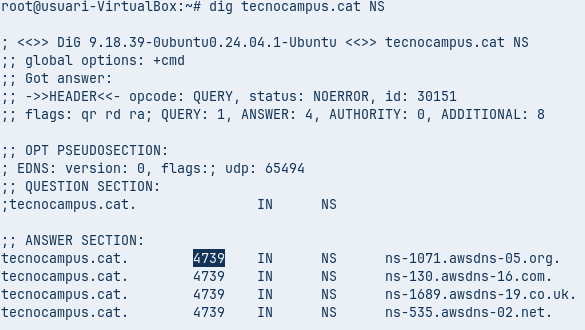 root@usuari-VirtualBox:~# dig tecnocampus.cat NS
; <<>> DiG 9.18.39-0ubuntu0.24.04.1-Ubuntu <<>> tecnocampus.cat NS
;; global options: +cmd
;; Got answer:
;; ->>HEADER<<- opcode: QUERY, status: NOERROR, id: 30151
;; flags: qr rd ra; QUERY: 1, ANSWER: 4, AUTHORITY: 0, ADDITIONAL: 8
;; OPT PSEUDOSECTION:
; EDNS: version: 0, flags:; udp: 65494
;; QUESTION SECTION:
;tecnocampus.cat. IN NS
;; ANSWER SECTION:
tecnocampus.cat. 4739 IN NS ns-1071.awsdns-05.org.
tecnocampus.cat. 4739 IN NS ns-130.awsdns-16.com.
tecnocampus.cat. 4739 IN NS ns-1689.awsdns-19.co.uk.
tecnocampus.cat. 4739 IN NS ns-535.awsdns-02.net.